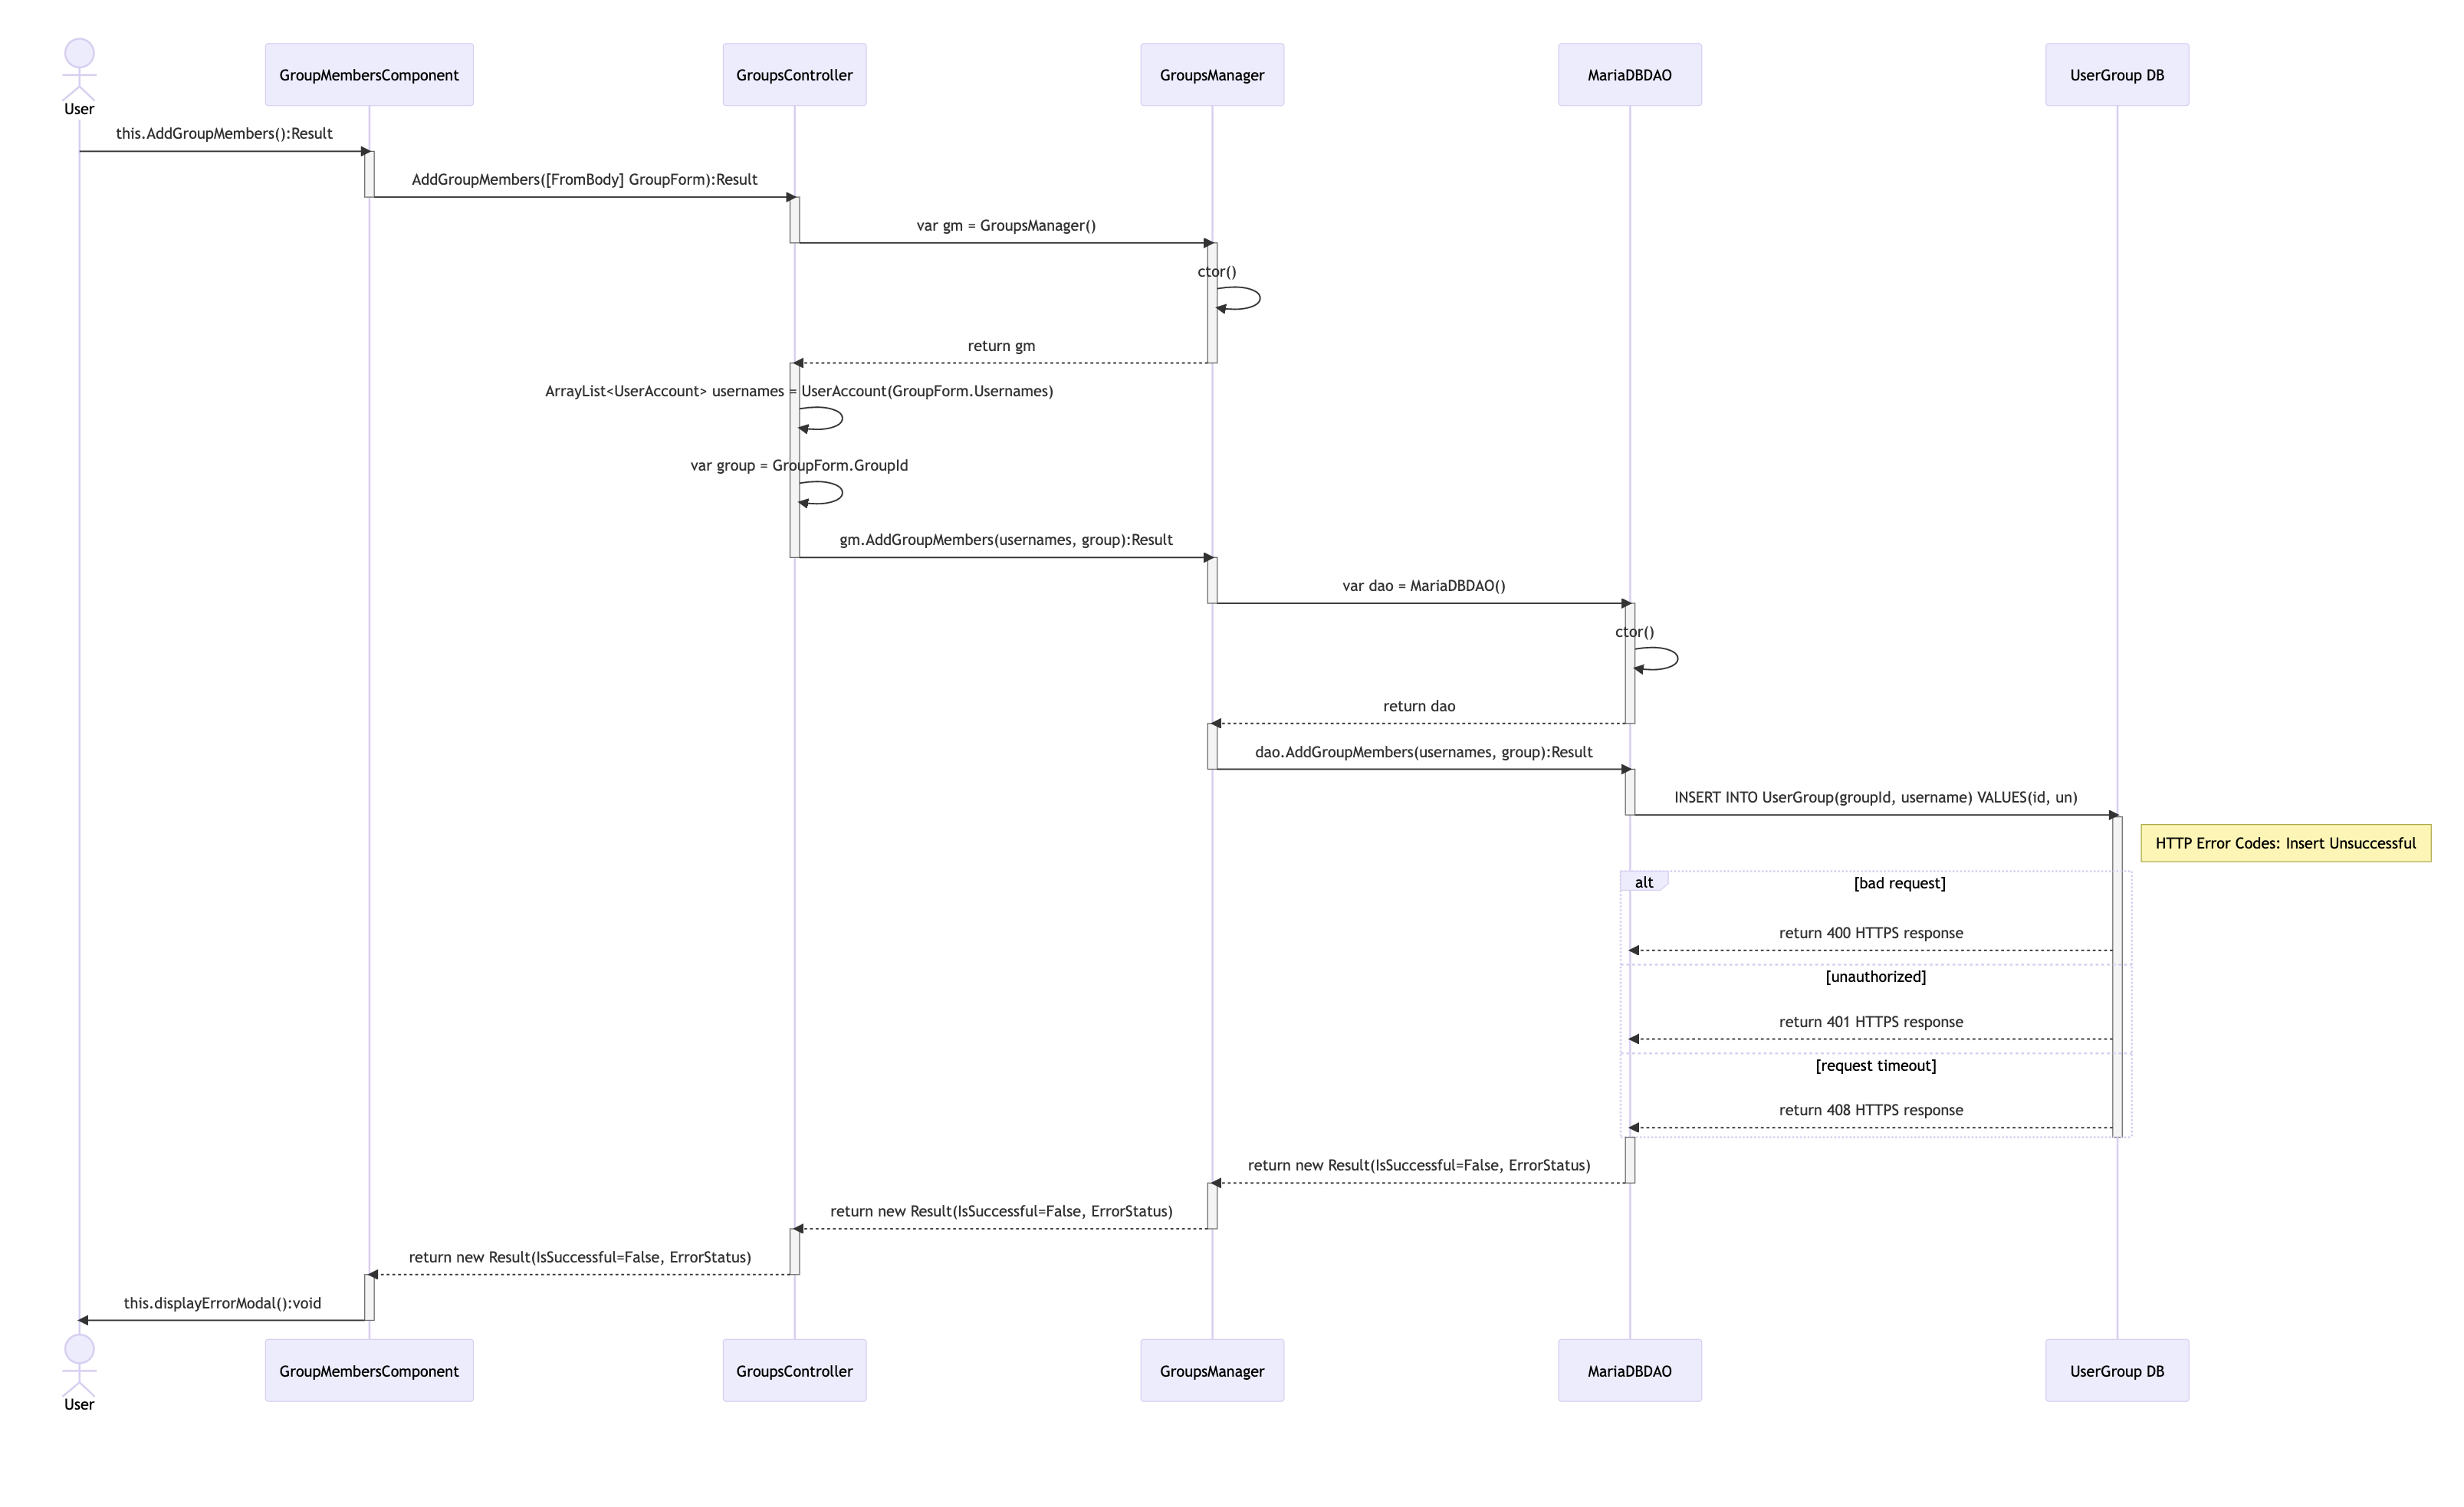 User
GroupMembersComponent
GroupsController
GroupsManager
MariaDBDAO
UserGroup DB
this.AddGroupMembers():Result
AddGroupMembers([FromBody] GroupForm):Result
var gm = GroupsManager()
ctor()
return gm
ArrayList<UserAccount> usernames = UserAccount(GroupForm.Usernames)
var group = GroupForm.GroupId
gm.AddGroupMembers(usernames, group):Result
var dao = MariaDBDAO()
ctor()
return dao
dao.AddGroupMembers(usernames, group):Result
INSERT INTO UserGroup(groupId, username) VALUES(id, un)
HTTP Error Codes: Insert Unsuccessful
alt
[bad request]
return 400 HTTPS response
[unauthorized]
return 401 HTTPS response
[request timeout]
return 408 HTTPS response
return new Result(IsSuccessful=False, ErrorStatus)
return new Result(IsSuccessful=False, ErrorStatus)
return new Result(IsSuccessful=False, ErrorStatus)
this.displayErrorModal():void
User
GroupMembersComponent
GroupsController
GroupsManager
MariaDBDAO
UserGroup DB